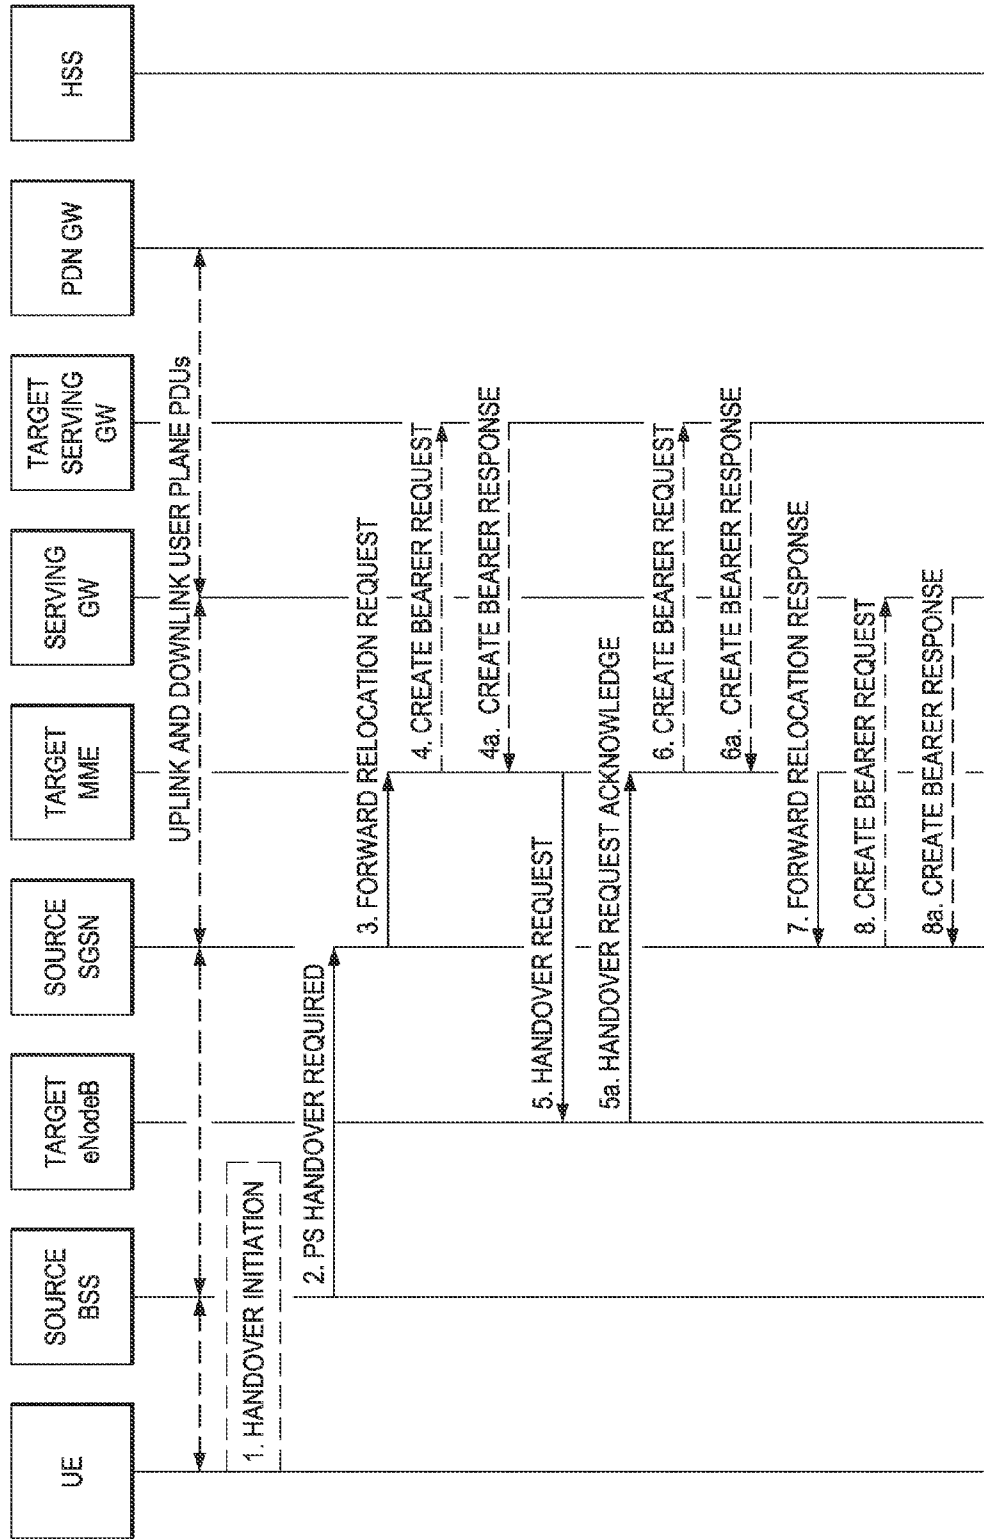 UE
SOURCE
BSS
TARGET
eNodeB
SOURCE
SGSN
TARGET
MME
SERVING
GW
TARGET
SERVING
GW
PDN GW
HSS
UPLINK AND DOWNLINK USER PLANE PDUs
1. HANDOVER INITIATION
2. PS HANDOVER REQUIRED
3. FORWARD RELOCATION REQUEST
4. CREATE BEARER REQUEST
4a. CREATE BEARER RESPONSE
5. HANDOVER REQUEST
5a. HANDOVER REQUEST ACKNOWLEDGE
6. CREATE BEARER REQUEST
6a. CREATE BEARER RESPONSE
7. FORWARD RELOCATION RESPONSE
8. CREATE BEARER REQUEST
8a. CREATE BEARER RESPONSE